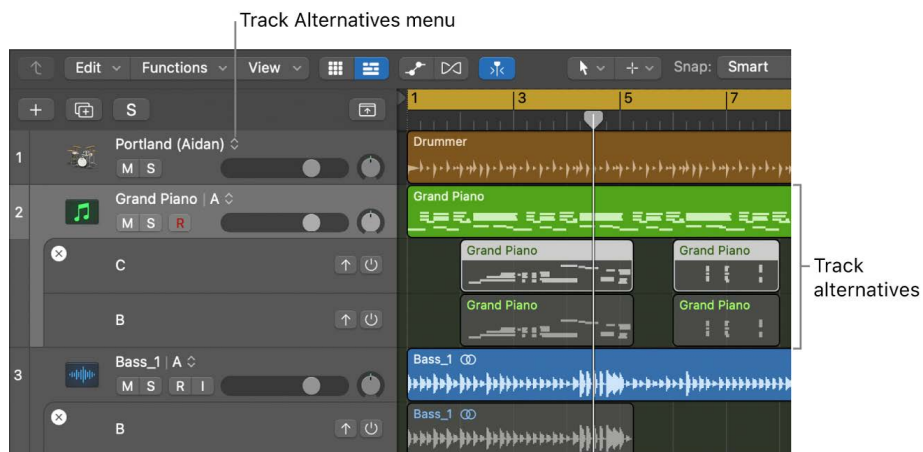 Track Alternatives menu
Edit Functions View Snap: Smart
S
1 3 5 7
1 Portland (Aidan) Drummer
M S
2 Grand Piano | A Grand Piano
M S R
C Grand Piano Grand Piano
Track
alternatives
B Grand Piano Grand Piano
3 Bass_1 | A Bass_1
M S R I
B Bass_1